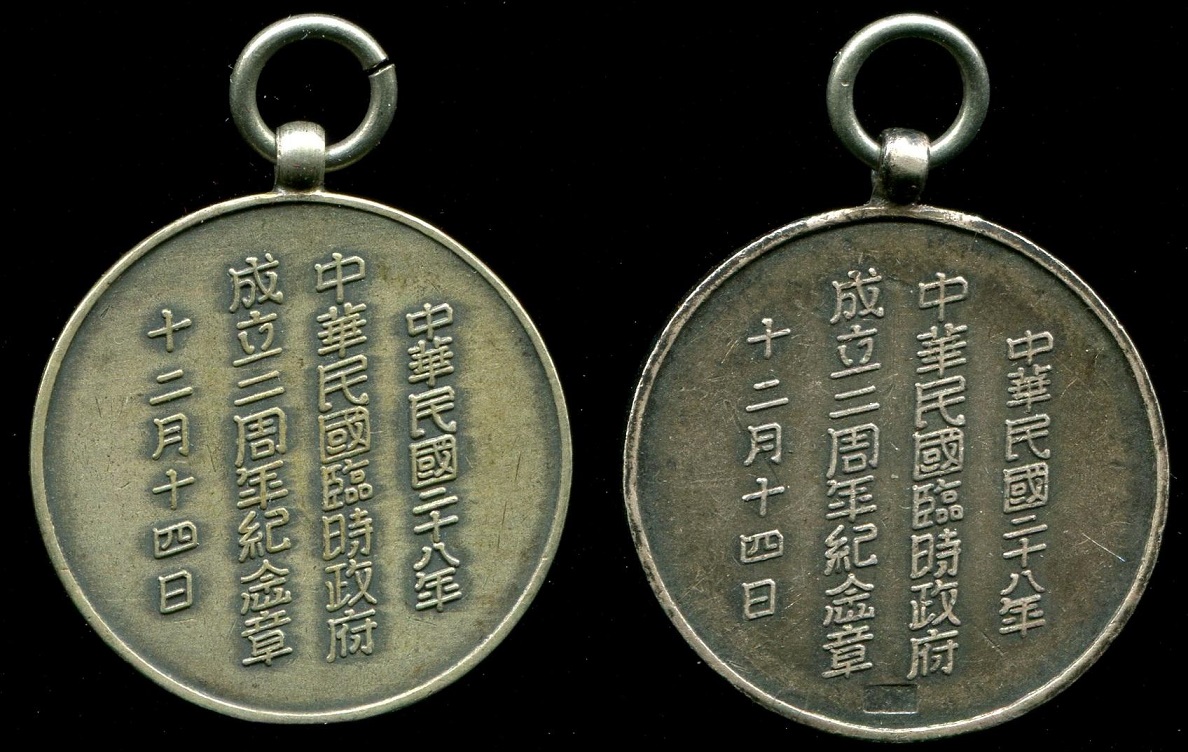 中華民國二十八年
中華民國臨時政府
成立二周年紀念章
十二月十四日
中華民國二十八年
中華民國臨時政府
成立二周年紀念章
十二月十四日